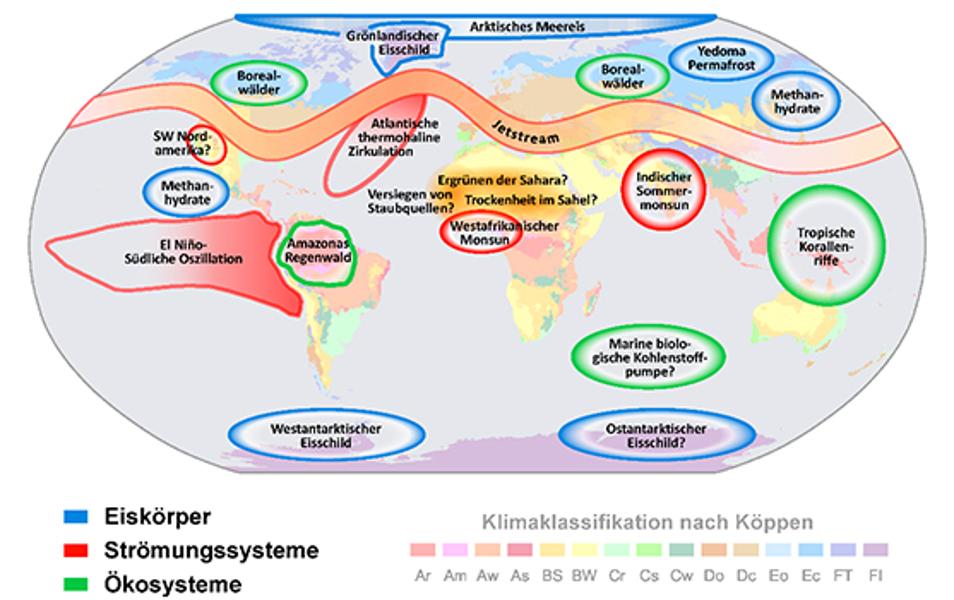 Arktisches Meereis
Grönländischer
Eisschild
Yedoma
Permafrost
Boreal-
wälder
Boreal-
wälder
Methan-
hydrate
Jetstream
Atlantische
thermohaline
Zirkulation
SW Nord-
amerika?
Methan-
hydrate
Ergrünen der Sahara?
Versiegen von
Staubquellen?
Trockenheit im Sahel?
Indischer
Sommer-
monsun
Westafrikanischer
Monsun
El Niño-
Südliche Oszillation
Amazonas
Regenwald
Tropische
Korallen-
riffe
Marine biolo-
gische Kohlenstoff-
pumpe?
Westantarktischer
Eisschild
Ostantarktischer
Eisschild?
Eiskörper
Strömungssysteme
Ökosysteme
Klimaklassifikation nach Köppen
Ar Am Aw As BS BW Cr Cs Cw Do Dc Eo Ec FT FI